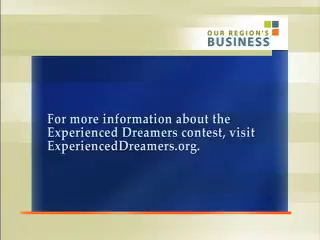 OUR REGION'S
BUSINESS
For more information about the
Experienced Dreamers contest, visit
ExperiencedDreamers.org.